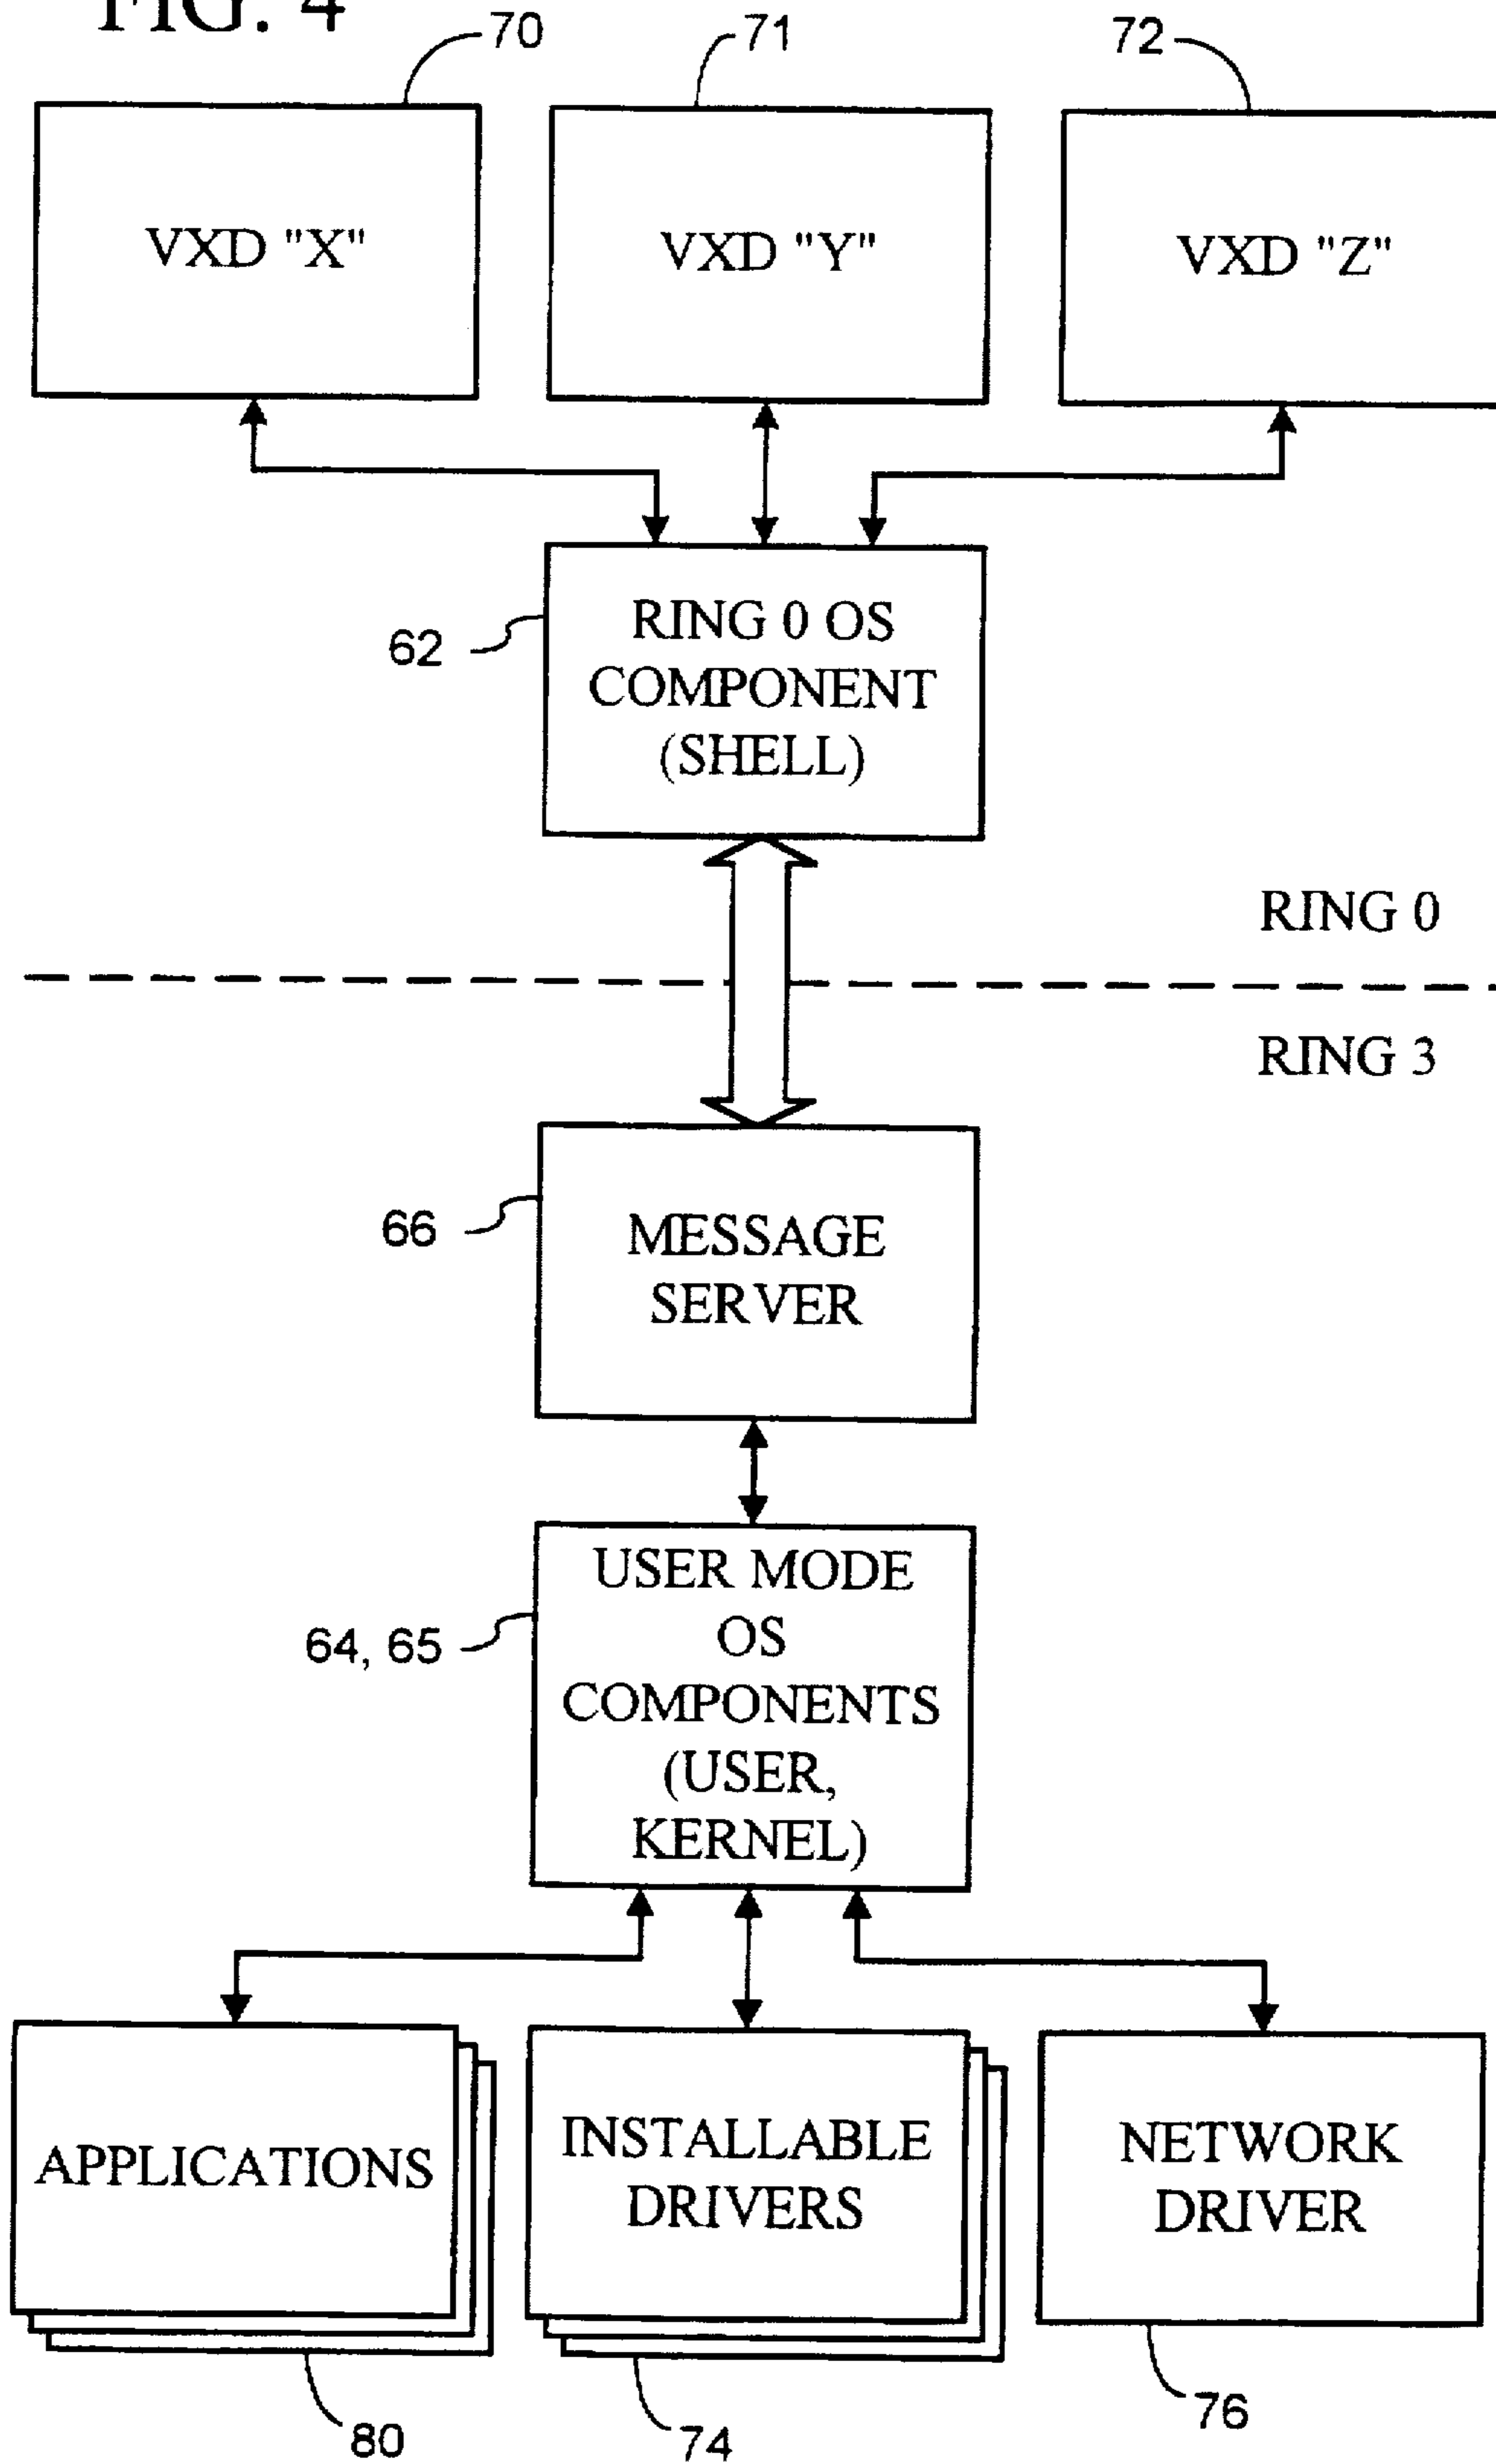 FIG. 4
70
71
72
VXD "X"
VXD "Y"
VXD "Z"
62
RING 0 OS
COMPONENT
(SHELL)
RING 0
RING 3
66
MESSAGE
SERVER
64, 65
USER MODE
OS
COMPONENTS
(USER,
KERNEL)
APPLICATIONS
INSTALLABLE
DRIVERS
NETWORK
DRIVER
80
74
76